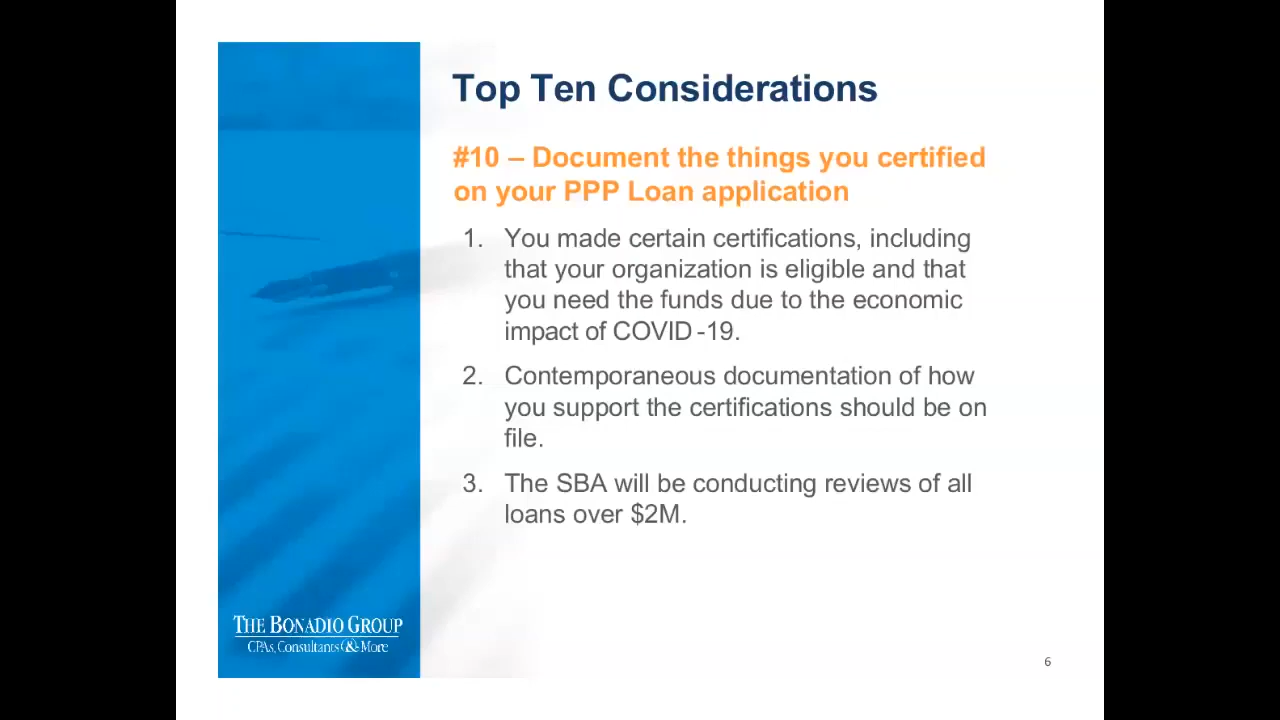 Top Ten Considerations
#10 – Document the things you certified
on your PPP Loan application
1. You made certain certifications, including
that your organization is eligible and that
you need the funds due to the economic
impact of COVID -19.
2. Contemporaneous documentation of how
you support the certifications should be on
file.
3. The SBA will be conducting reviews of all
loans over $2M.
THE BONADIO GROUP
CPAs, Consultants & More
6